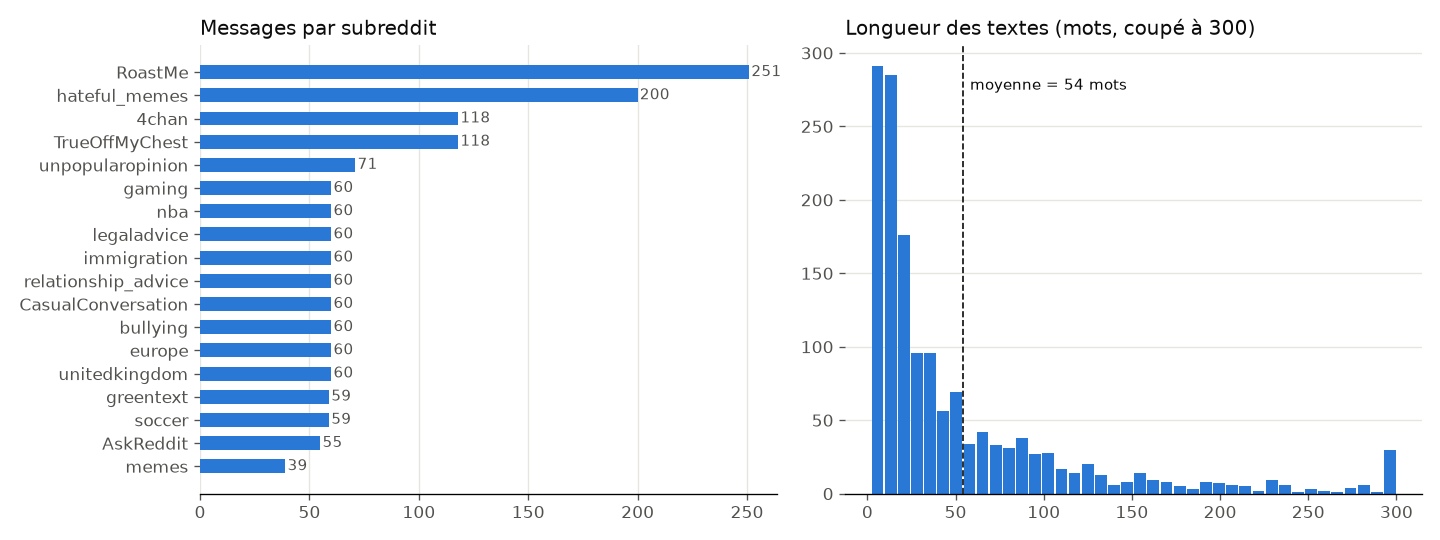 Messages par subreddit
RoastMe 251
hateful_memes 200
4chan 118
TrueOffMyChest 118
unpopularopinion 71
gaming 60
nba 60
legaladvice 60
immigration 60
relationship_advice 60
CasualConversation 60
bullying 60
europe 60
unitedkingdom 60
greentext 59
soccer 59
AskReddit 55
memes 39
0 50 100 150 200 250
Longueur des textes (mots, coupé à 300)
moyenne = 54 mots
300
250
200
150
100
50
0
0 50 100 150 200 250 300